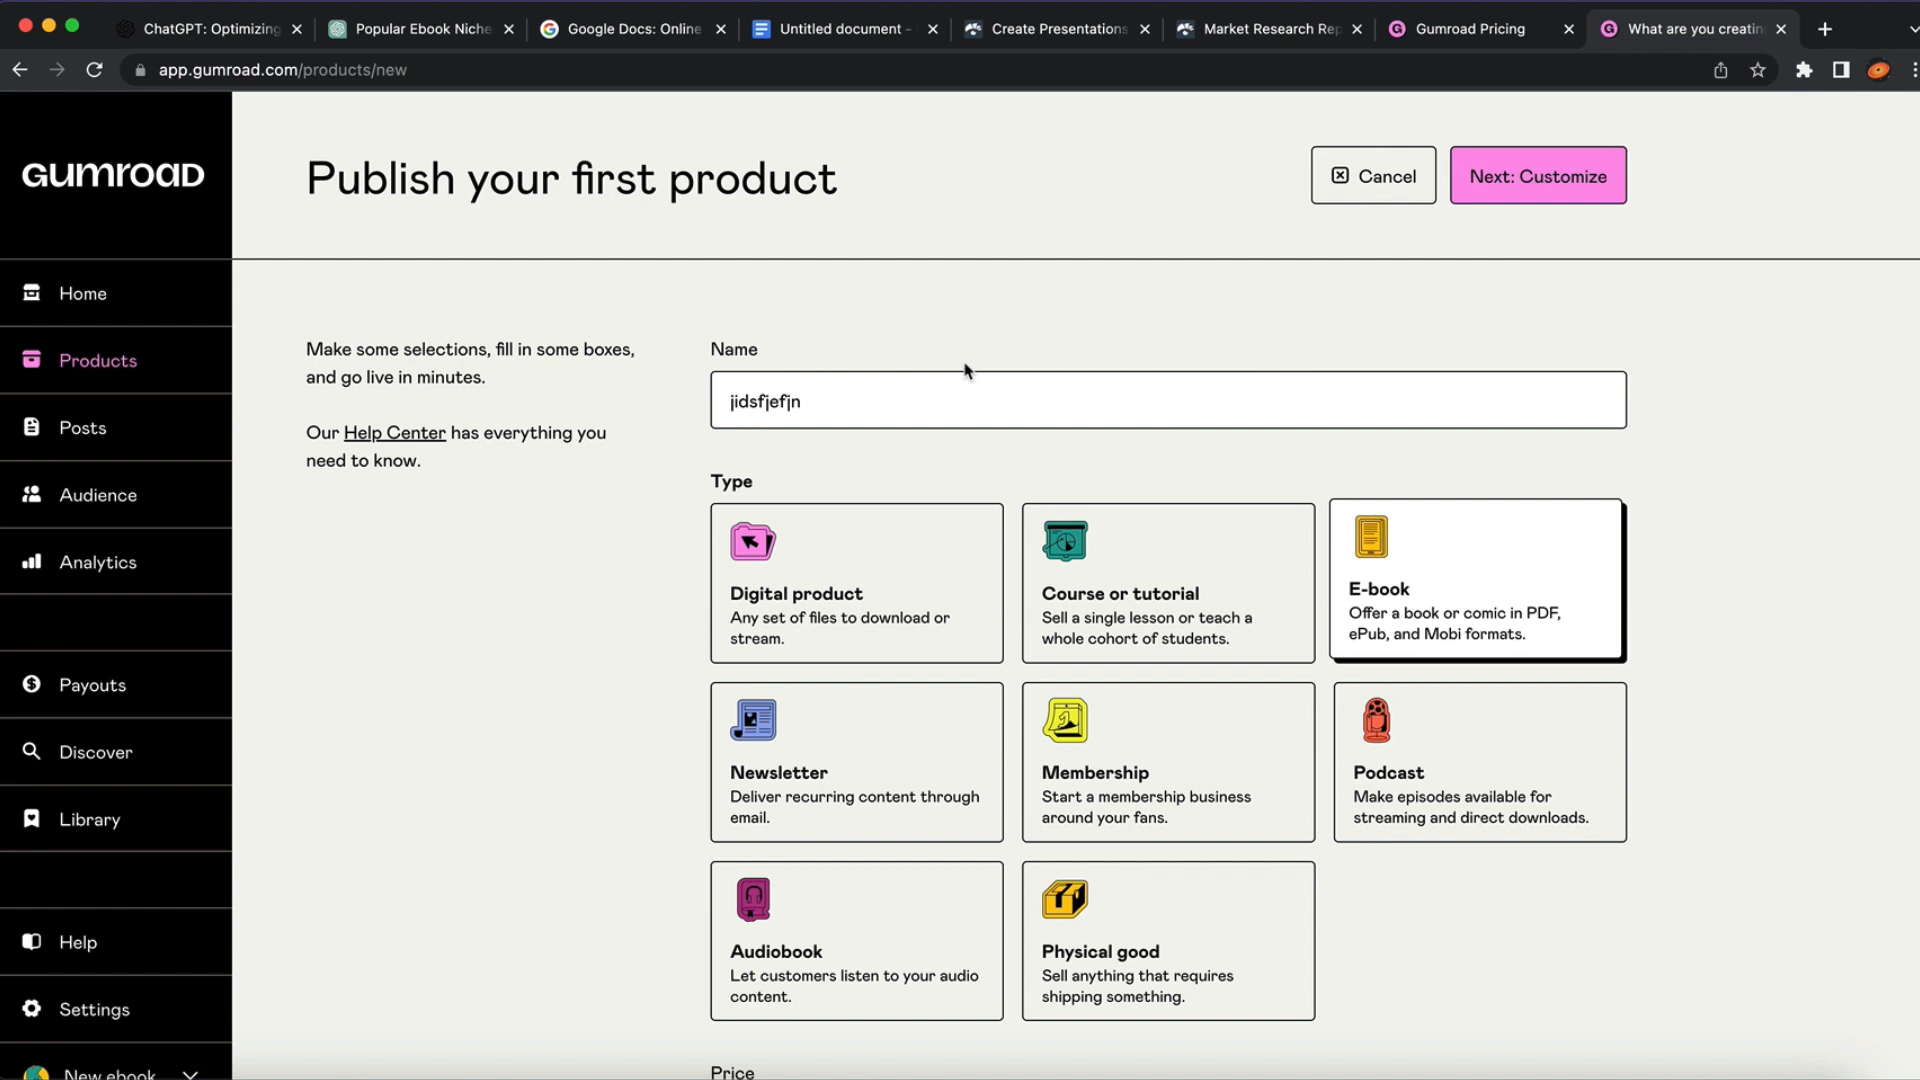 ChatGPT: Optimizing
Popular Ebook Niche
Google Docs: Online
Untitled document -
Create Presentations
Market Research Rep
Gumroad Pricing
What are you creatin
app.gumroad.com/products/new
GUMROAD
Publish your first product
Cancel
Next: Customize
Home
Products
Posts
Audience
Analytics
Payouts
Discover
Library
Help
Settings
New ebook
Make some selections, fill in some boxes,
and go live in minutes.
Our Help Center has everything you
need to know.
Name
jidsfjefjn
Type
Digital product
Any set of files to download or
stream.
Course or tutorial
Sell a single lesson or teach a
whole cohort of students.
E-book
Offer a book or comic in PDF,
ePub, and Mobi formats.
Newsletter
Deliver recurring content through
email.
Membership
Start a membership business
around your fans.
Podcast
Make episodes available for
streaming and direct downloads.
Audiobook
Let customers listen to your audio
content.
Physical good
Sell anything that requires
shipping something.
Price